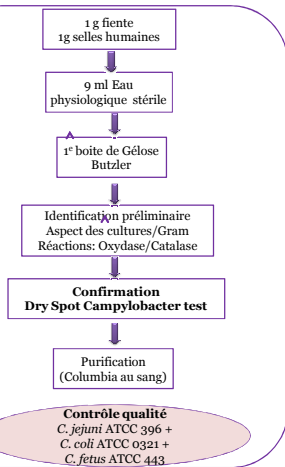 1 g fiente
1g selles humaines
9 ml Eau
physiologique stérile
1e boite de Gélose
Butzler
Identification préliminaire
Aspect des cultures/Gram
Réactions: Oxydase/Catalase
Confirmation
Dry Spot Campylobacter test
Purification
(Columbia au sang)
Contrôle qualité
C. jejuni ATCC 396 +
C. coli ATCC 0321 +
C. fetus ATCC 443